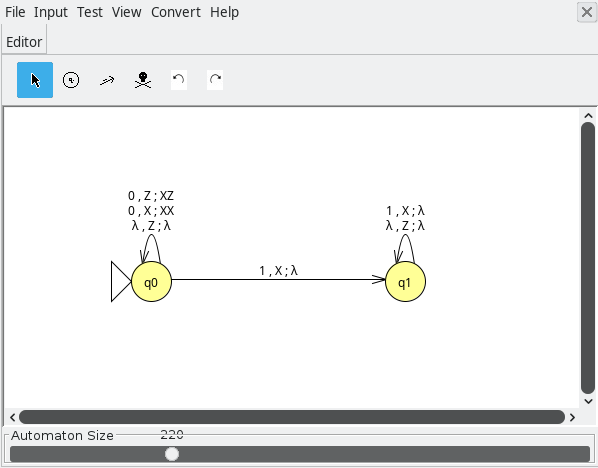 File Input Test View Convert Help
Editor
0 , Z ; XZ
0 , X ; XX
λ , Z ; λ
1 , X ; λ
λ , Z ; λ
1 , X ; λ
q0
q1
Automaton Size 220